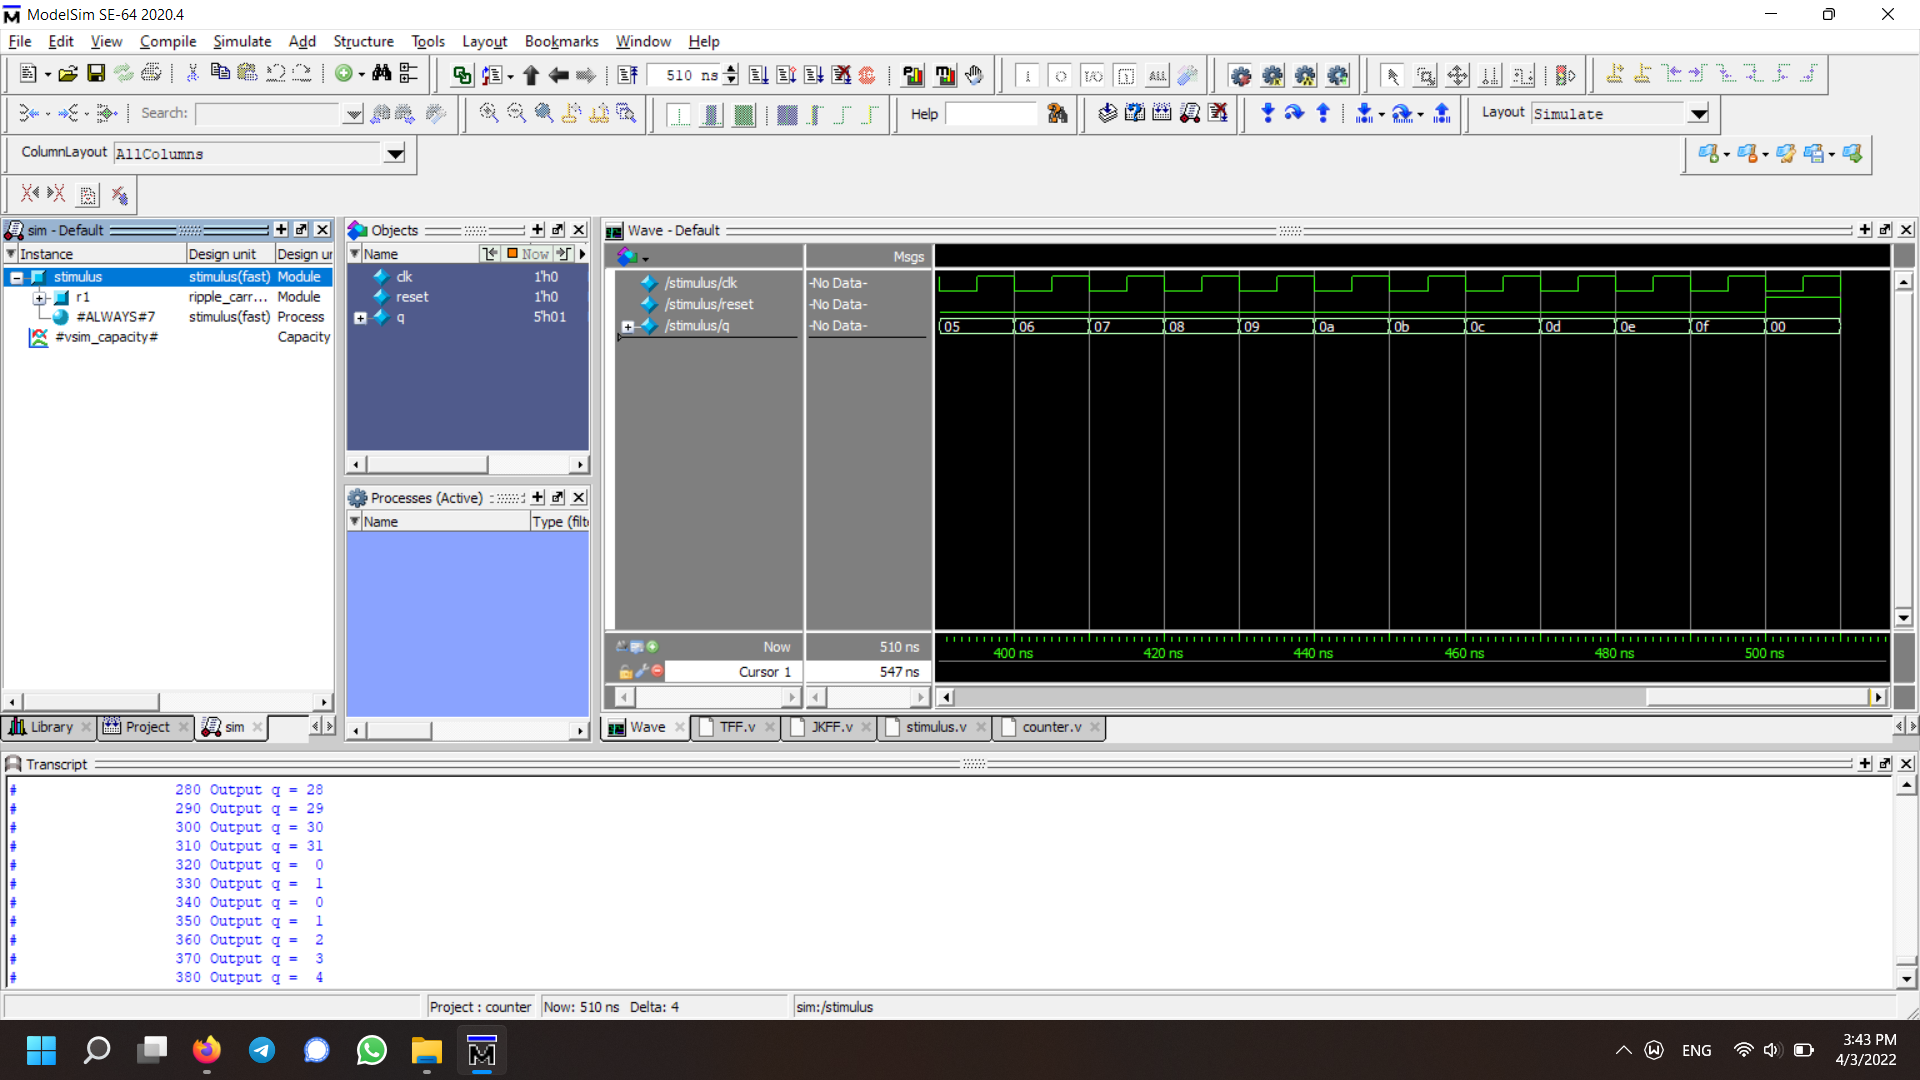 ModelSim SE-64 2020.4
File Edit View Compile Simulate Add Structure Tools Layout Bookmarks Window Help
510 ns
Search:
Help
Layout Simulate
ColumnLayout AllColumns
sim - Default
Instance Design unit Design ur
stimulus stimulus(fast) Module
r1 ripple_carr... Module
#ALWAYS#7 stimulus(fast) Process
#vsim_capacity# Capacity
Objects
Name Now
clk 1'h0
reset 1'h0
q 5'h01
Processes (Active)
Name Type (filt
Wave - Default
Msgs
/stimulus/clk -No Data-
/stimulus/reset -No Data-
/stimulus/q -No Data-
05 06 07 08 09 0a 0b 0c 0d 0e 0f 00
Now 510 ns
Cursor 1 547 ns
400 ns 420 ns 440 ns 460 ns 480 ns 500 ns
Library Project sim
Wave TFF.v JKFF.v stimulus.v counter.v
Transcript
# 280 Output q = 28
# 290 Output q = 29
# 300 Output q = 30
# 310 Output q = 31
# 320 Output q = 0
# 330 Output q = 1
# 340 Output q = 0
# 350 Output q = 1
# 360 Output q = 2
# 370 Output q = 3
# 380 Output q = 4
Project : counter Now: 510 ns Delta: 4 sim:/stimulus
ENG
3:43 PM
4/3/2022